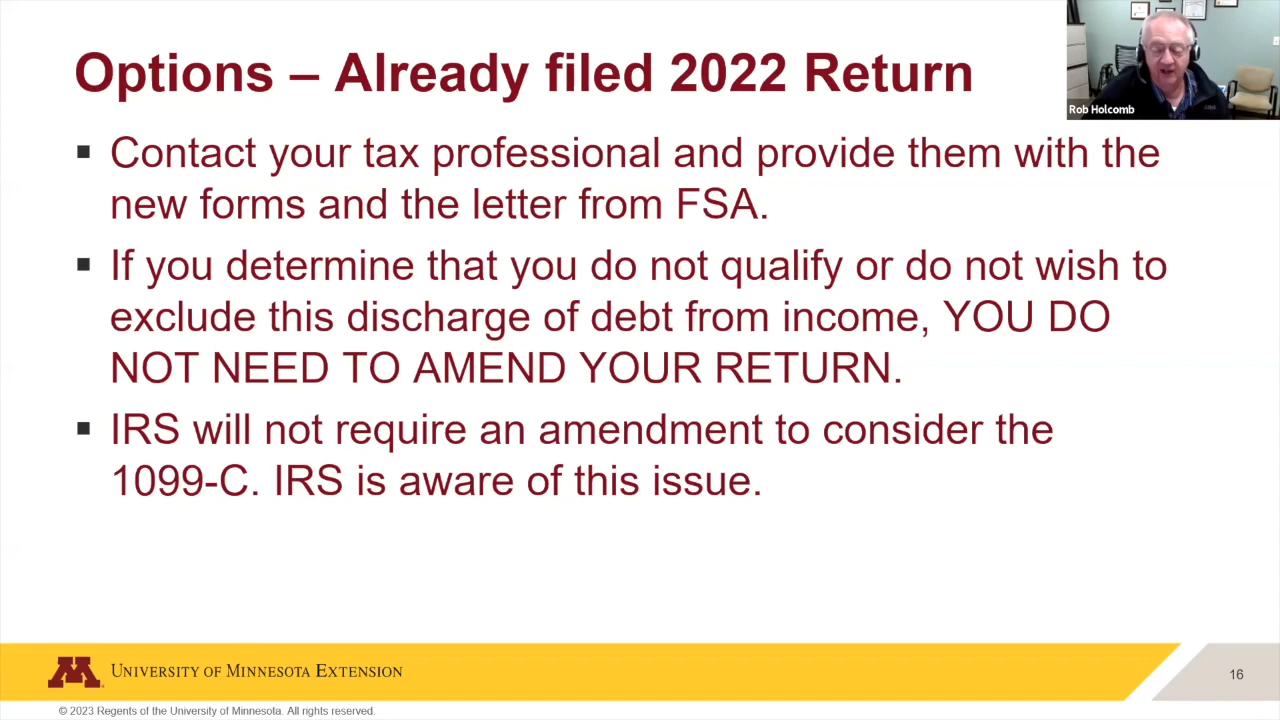 Options – Already filed 2022 Return
Rob Holcomb
▪ Contact your tax professional and provide them with the
new forms and the letter from FSA.
▪ If you determine that you do not qualify or do not wish to
exclude this discharge of debt from income, YOU DO
NOT NEED TO AMEND YOUR RETURN.
▪ IRS will not require an amendment to consider the
1099-C. IRS is aware of this issue.
M UNIVERSITY OF MINNESOTA EXTENSION
16
© 2023 Regents of the University of Minnesota. All rights reserved.